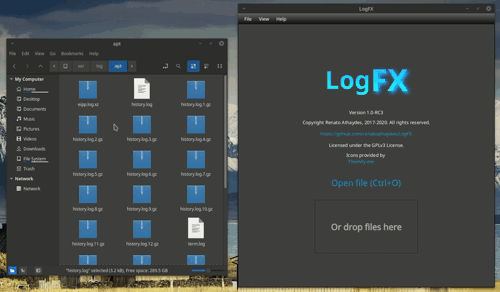 apt
File Edit View Go Bookmarks Help
var log apt
My Computer
Home
Desktop
Documents
Music
Pictures
Videos
Downloads
File System
Trash
Network
Network
eipp.log.xz history.log history.log.1.gz
history.log.2.gz history.log.3.gz history.log.4.gz
history.log.5.gz history.log.6.gz history.log.7.gz
history.log.8.gz history.log.9.gz history.log.10.gz
history.log.11.gz history.log.12.gz term.log
"history.log" selected (3.2 kB), Free space: 289.5 GB
LogFX
File View Help
LogFX
Version 1.0-RC3
Copyright Renato Athaydes, 2017-2020. All rights reserved.
https://github.com/renatoathaydes/LogFX
Licensed under the GPLv3 License.
Icons provided by
Open file (Ctrl+O)
Or drop files here